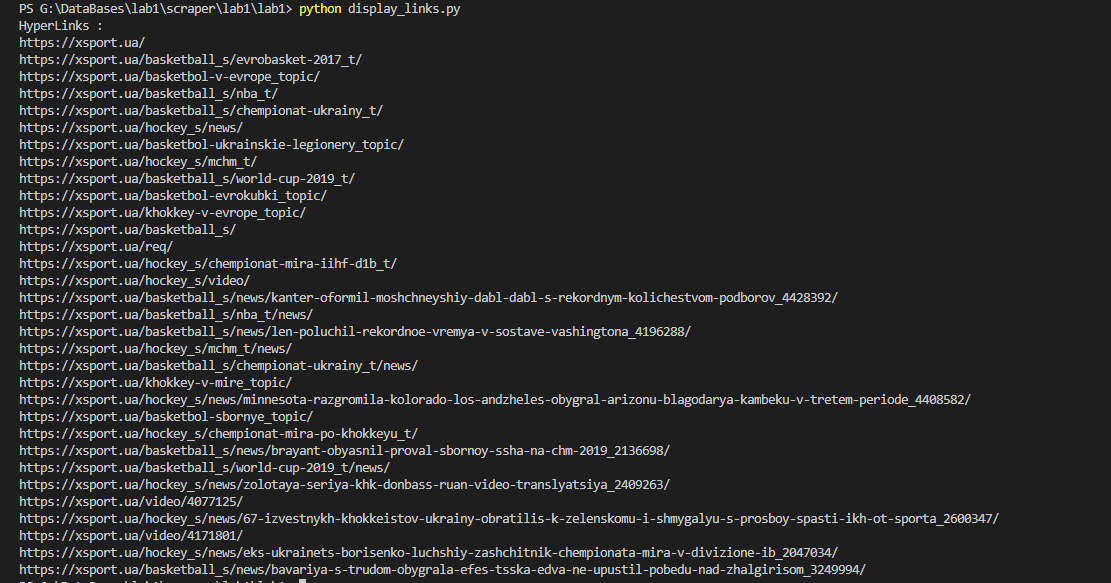 PS G:\DataBases\lab1\scraper\lab1\lab1> python display_links.py
HyperLinks :
https://xsport.ua/
https://xsport.ua/basketball_s/evrobasket-2017_t/
https://xsport.ua/basketbol-v-evrope_topic/
https://xsport.ua/basketball_s/nba_t/
https://xsport.ua/basketball_s/chempionat-ukrainy_t/
https://xsport.ua/hockey_s/news/
https://xsport.ua/basketbol-ukrainskie-legionery_topic/
https://xsport.ua/hockey_s/mchm_t/
https://xsport.ua/basketball_s/world-cup-2019_t/
https://xsport.ua/basketbol-evrokubki_topic/
https://xsport.ua/khokkey-v-evrope_topic/
https://xsport.ua/basketball_s/
https://xsport.ua/req/
https://xsport.ua/hockey_s/chempionat-mira-iihf-d1b_t/
https://xsport.ua/hockey_s/video/
https://xsport.ua/basketball_s/news/kanter-oformil-moshchneyshiy-dabl-dabl-s-rekordnym-kolichestvom-podborov_4428392/
https://xsport.ua/basketball_s/nba_t/news/
https://xsport.ua/basketball_s/news/len-poluchil-rekordnoe-vremya-v-sostave-vashingtona_4196288/
https://xsport.ua/hockey_s/mchm_t/news/
https://xsport.ua/basketball_s/chempionat-ukrainy_t/news/
https://xsport.ua/khokkey-v-mire_topic/
https://xsport.ua/hockey_s/news/minnesota-razgromila-kolorado-los-andzheles-obygral-arizonu-blagodarya-kambeku-v-tretem-periode_4408582/
https://xsport.ua/basketbol-sbornye_topic/
https://xsport.ua/hockey_s/chempionat-mira-po-khokkeyu_t/
https://xsport.ua/basketball_s/news/brayant-obyasnil-proval-sbornoy-ssha-na-chm-2019_2136698/
https://xsport.ua/basketball_s/world-cup-2019_t/news/
https://xsport.ua/hockey_s/news/zolotaya-seriya-khk-donbass-ruan-video-translyatsiya_2409263/
https://xsport.ua/video/4077125/
https://xsport.ua/hockey_s/news/67-izvestnykh-khokkeistov-ukrainy-obratilis-k-zelenskomu-i-shmygalyu-s-prosboy-spasti-ikh-ot-sporta_2600347/
https://xsport.ua/video/4171801/
https://xsport.ua/hockey_s/news/eks-ukrainets-borisenko-luchshiy-zashchitnik-chempionata-mira-v-divizione-ib_2047034/
https://xsport.ua/basketball_s/news/bavariya-s-trudom-obygrala-efes-tsska-edva-ne-upustil-pobedu-nad-zhalgirisom_3249994/